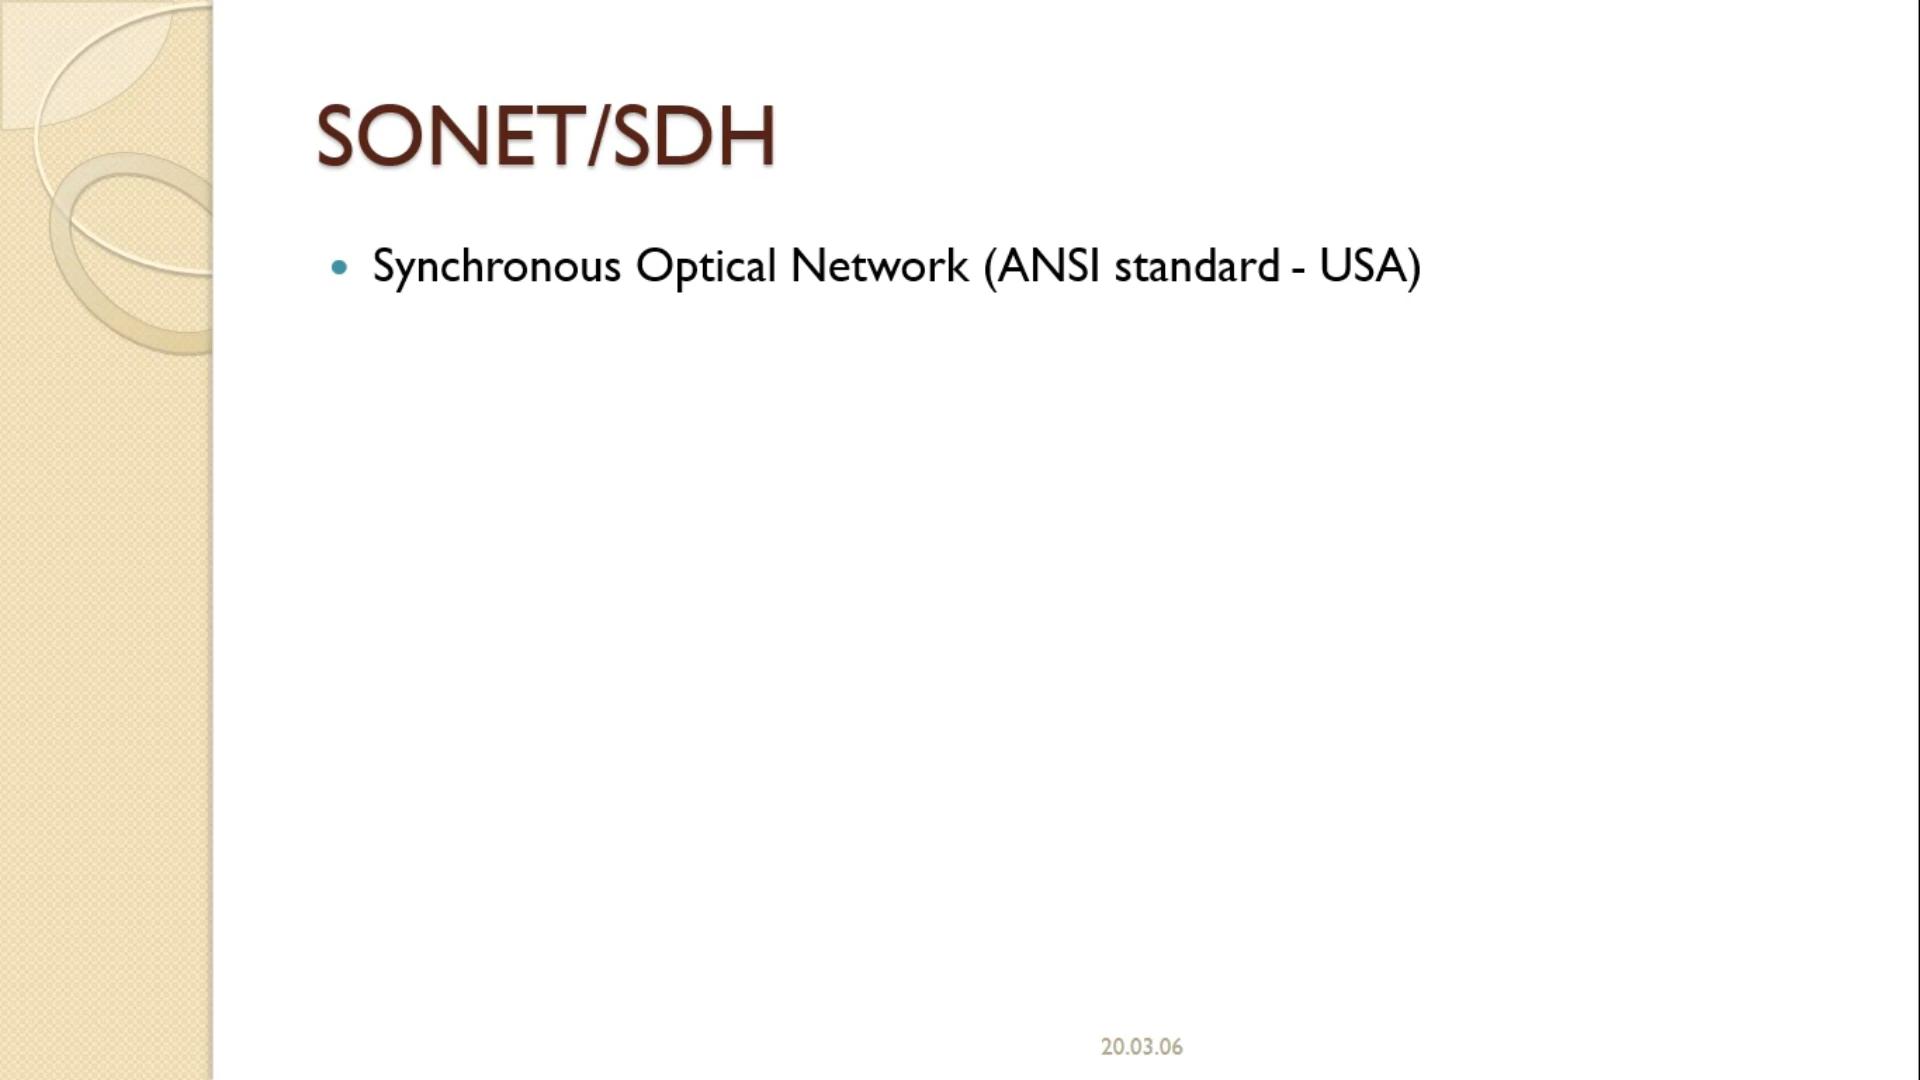 SONET/SDH
• Synchronous Optical Network (ANSI standard - USA)
20.03.06